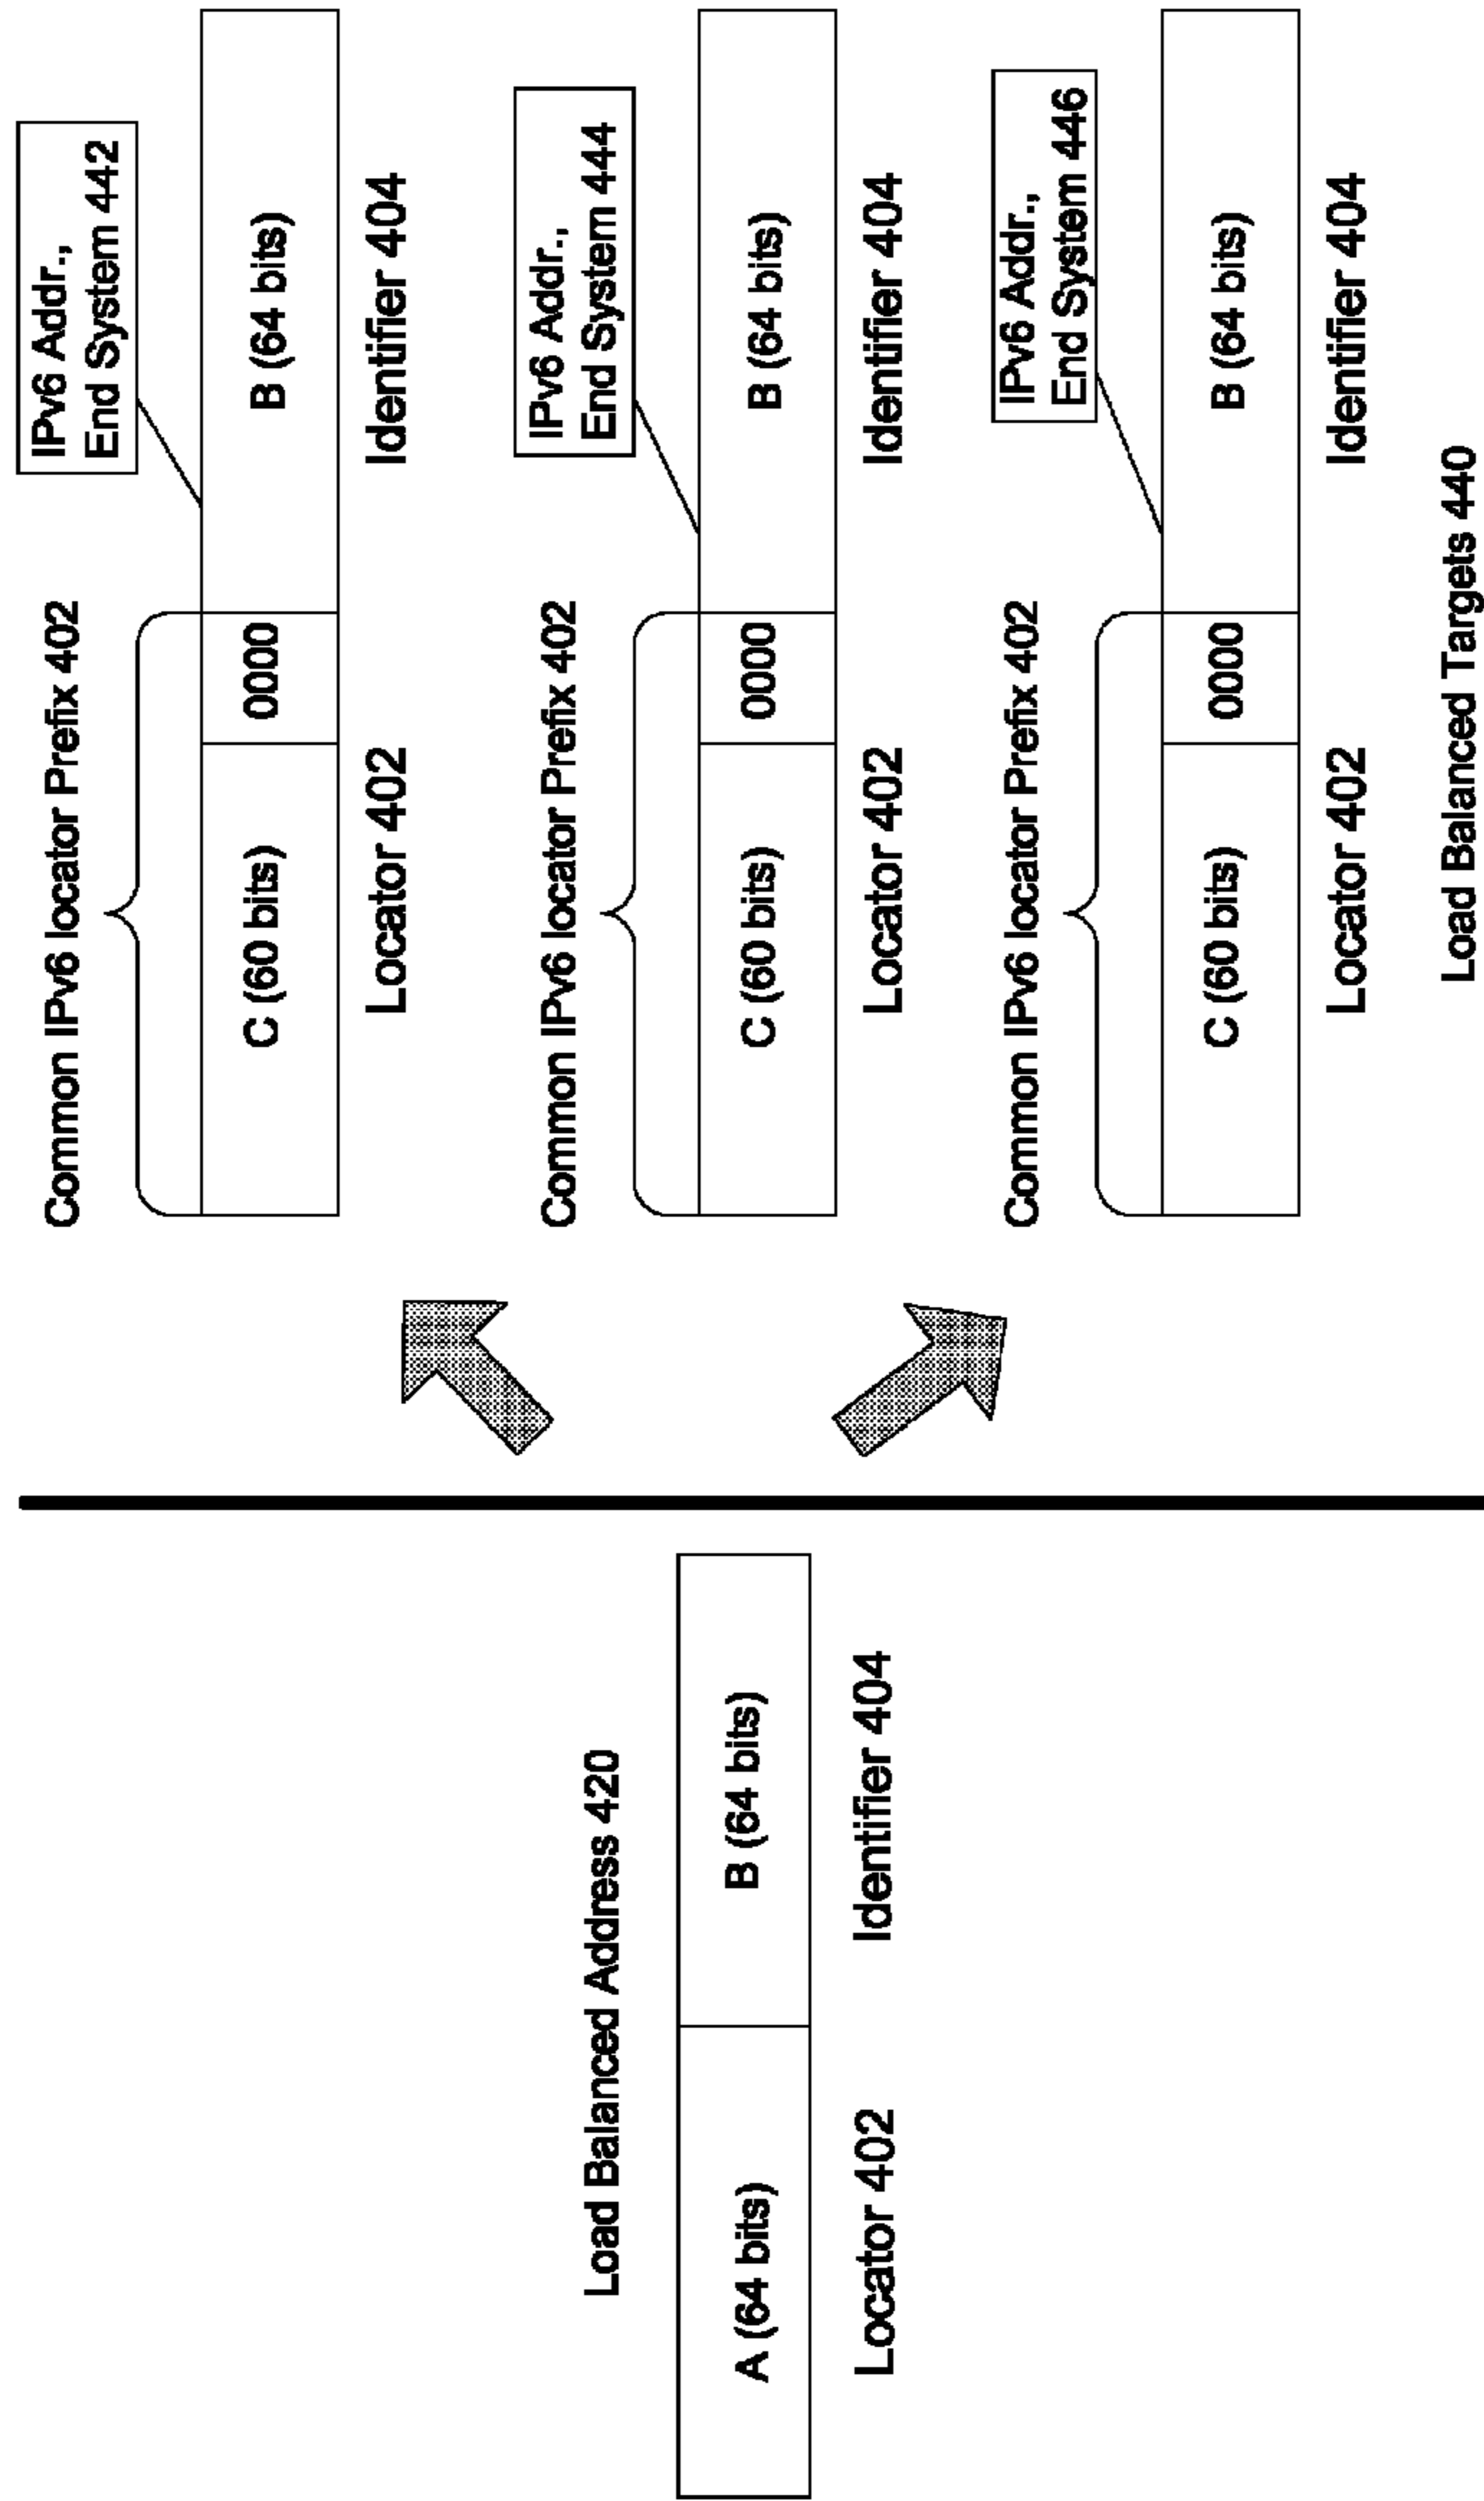 Load Balanced Address 420
A (64 bits)
B (64 bits)
Locator 402
Identifier 404
Common IPv6 locator Prefix 402
IPv6 Addr.,
End System 442
C (60 bits)
0000
B (64 bits)
Locator 402
Identifier 404
Common IPv6 locator Prefix 402
IPv6 Addr.,
End System 444
C (60 bits)
0000
B (64 bits)
Locator 402
Identifier 404
Common IPv6 locator Prefix 402
IPv6 Addr.,
End System 446
C (60 bits)
0000
B (64 bits)
Locator 402
Identifier 404
Load Balanced Targets 440